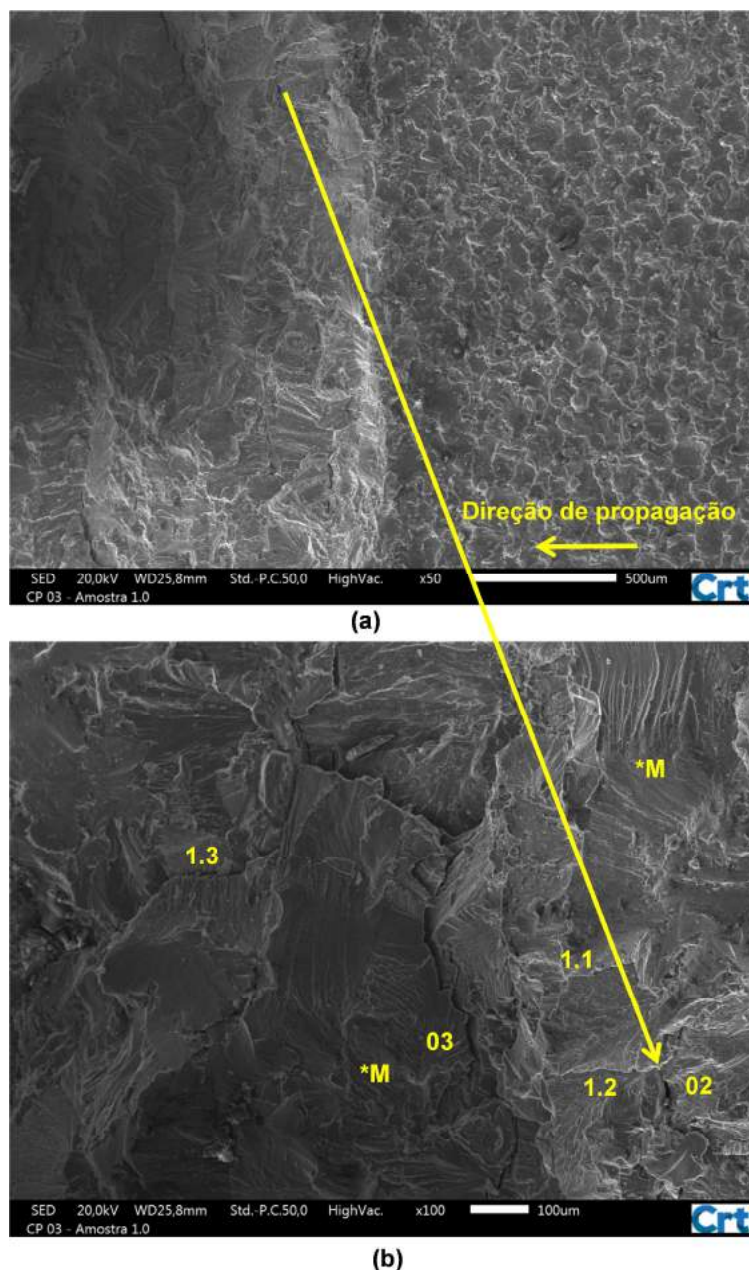 Direção de propagação
SED 20,0kV WD25,8mm Std.-P.C.50,0 HighVac. x50 500um
CP 03 - Amostra 1.0
Crt
(a)
*M
1.3
1.1
03
*M
1.2 02
SED 20,0kV WD25,8mm Std.-P.C.50,0 HighVac. x100 100um
CP 03 - Amostra 1.0
Crt
(b)